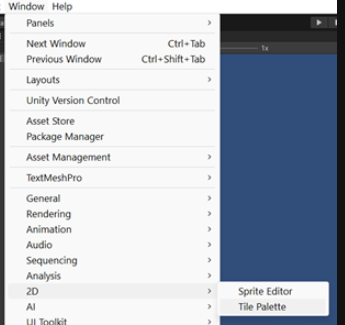 Window Help
Panels
Next Window Ctrl+Tab
Previous Window Ctrl+Shift+Tab
1x
Layouts
Unity Version Control
Asset Store
Package Manager
Asset Management
TextMeshPro
General
Rendering
Animation
Audio
Sequencing
Analysis
2D
Sprite Editor
AI
Tile Palette
UI Toolkit